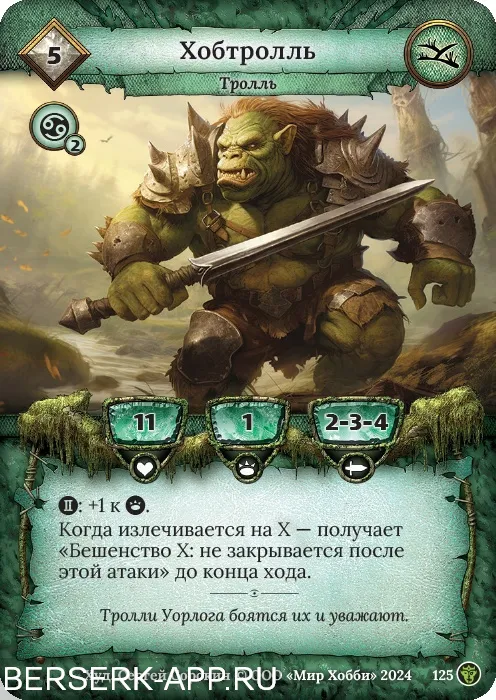 5
Хобтролль
Тролль
2
11
1
2-3-4
II: +1 к
Когда излечивается на X — получает
«Бешенство X: не закрывается после
этой атаки» до конца хода.
Тролли Уорлога боятся их и уважают.
«Мир Хобби» 2024
125
BERSERK-APP.RU